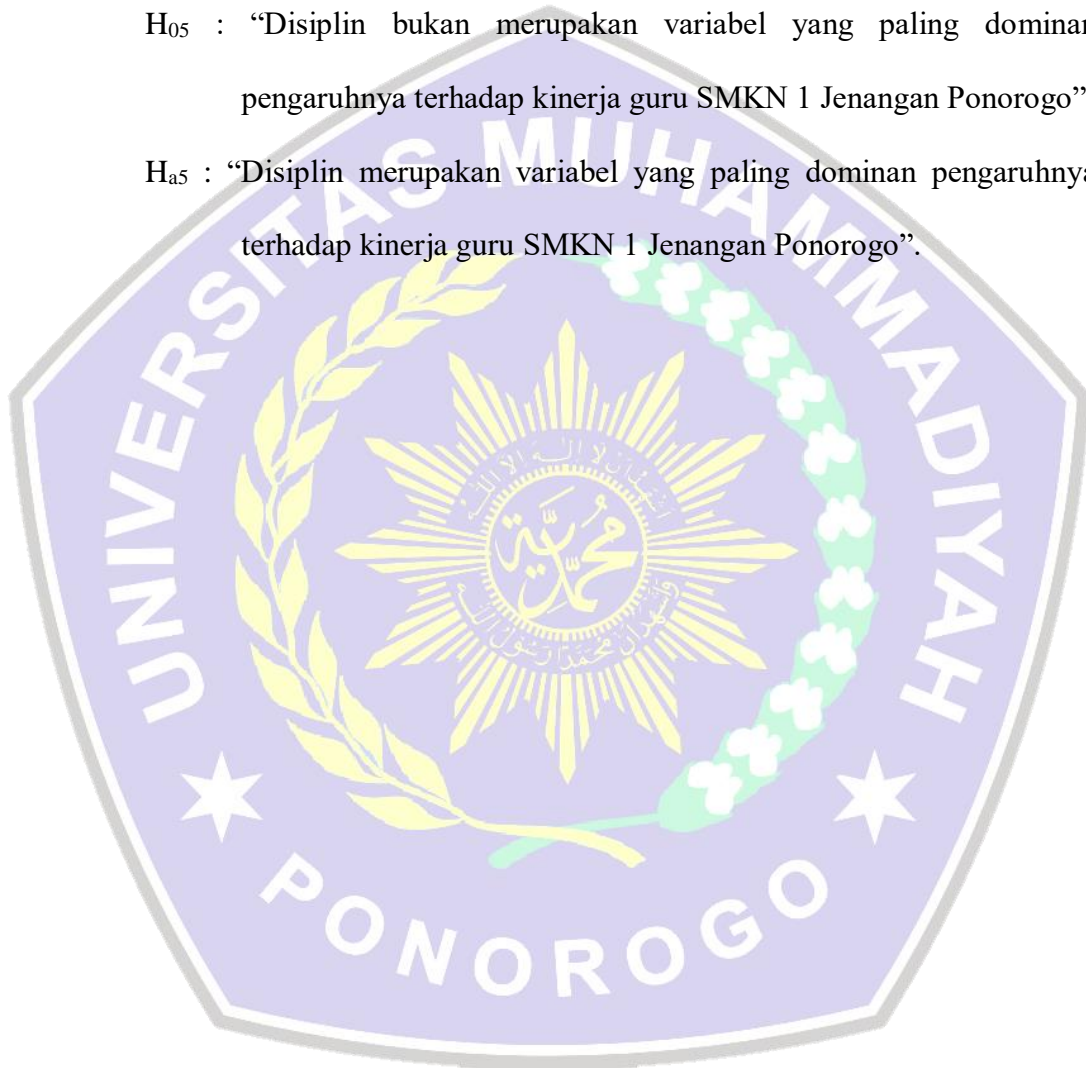 H₀₅ : “Disiplin bukan merupakan variabel yang paling dominan
pengaruhnya terhadap kinerja guru SMKN 1 Jenangan Ponorogo”
Hₐ₅ : “Disiplin merupakan variabel yang paling dominan pengaruhnya
terhadap kinerja guru SMKN 1 Jenangan Ponorogo”.
UNIVERSITAS MUHAMMADIYAH
PONOROGO
محمدية